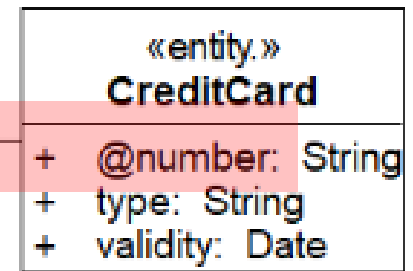 «entity.»
CreditCard
+ @number: String
+ type: String
+ validity: Date